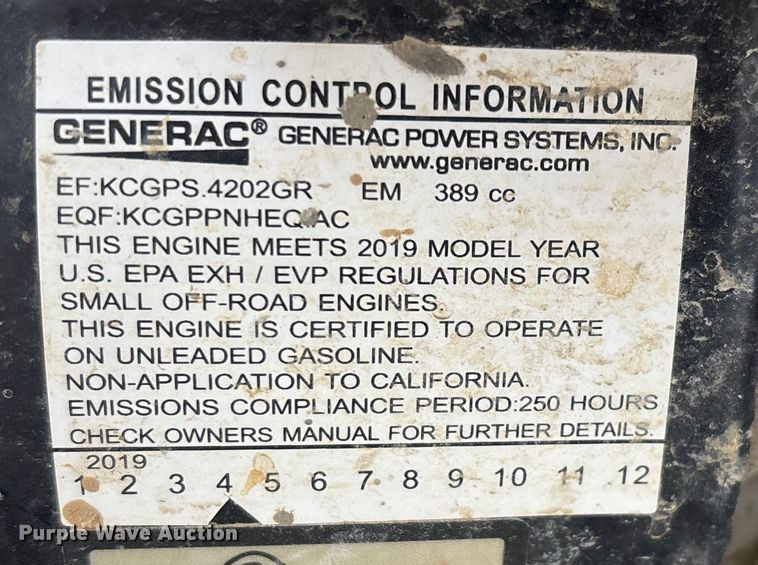 EMISSION CONTROL INFORMATION
GENERAC® GENERAC POWER SYSTEMS, INC.
www.generac.com
EF:KCGPS.4202GR EM 389 cc
THIS ENGINE MEETS 2019 MODEL YEAR
U.S. EPA EXH / EVP REGULATIONS FOR
SMALL OFF-ROAD ENGINES.
THIS ENGINE IS CERTIFIED TO OPERATE
ON UNLEADED GASOLINE.
NON-APPLICATION TO CALIFORNIA.
EMISSIONS COMPLIANCE PERIOD:250 HOURS
CHECK OWNERS MANUAL FOR FURTHER DETAILS.
2019
1 2 3 4 5 6 7 8 9 10 11 12
Purple Wave Auction